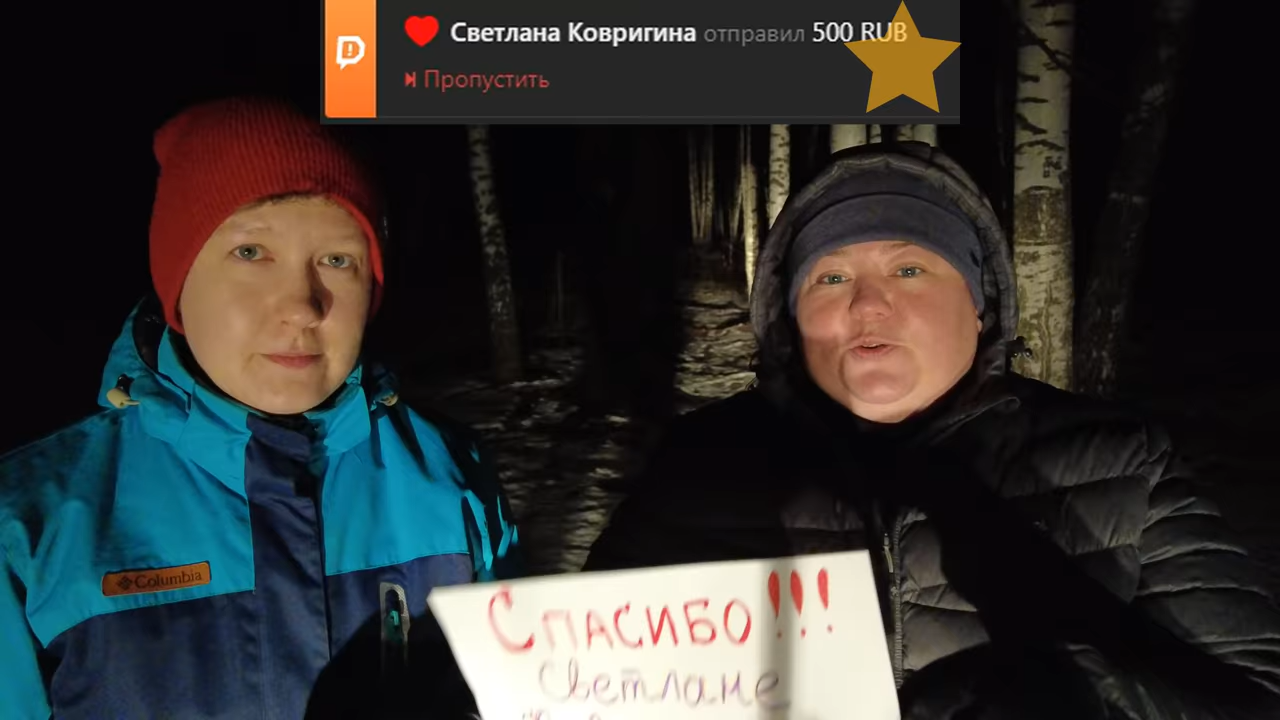 Светлана Ковригина отправил 500 RUB
Пропустить
Columbia
СПАСИБО!!!
Светлане